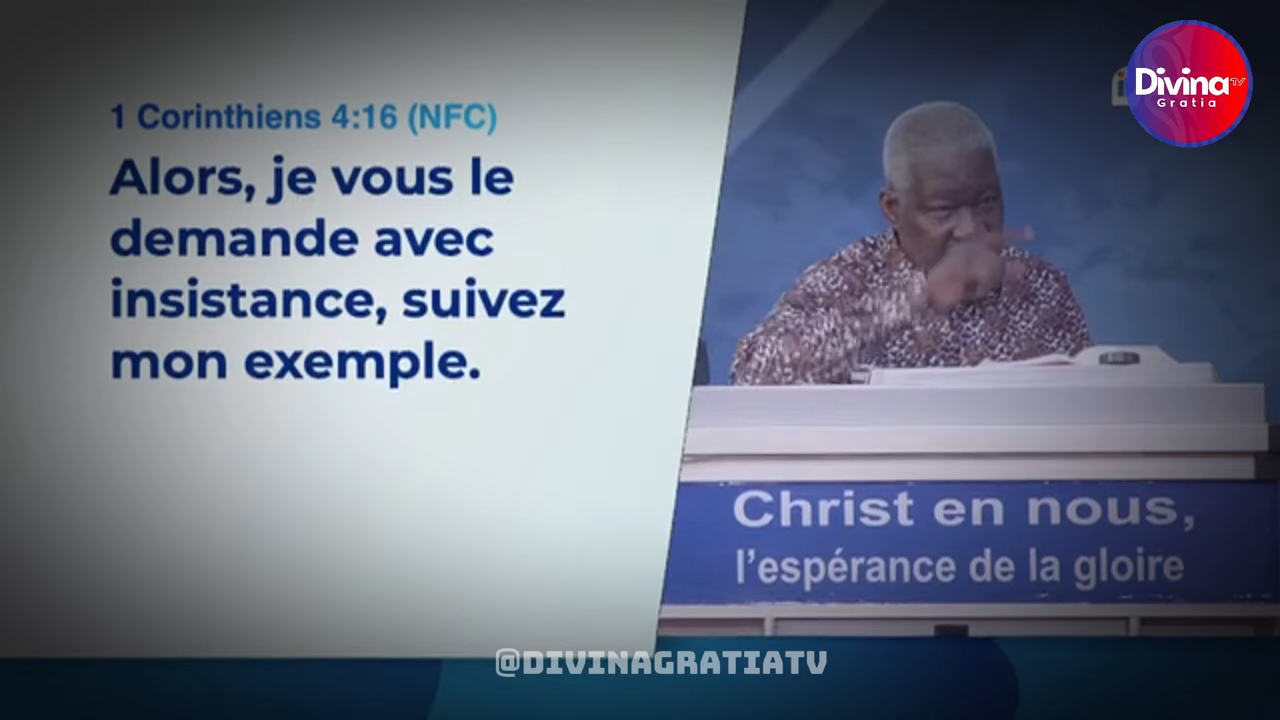 1 Corinthiens 4:16 (NFC)
Alors, je vous le
demande avec
insistance, suivez
mon exemple.
Divina TV
Gratia
Christ en nous,
l’espérance de la gloire
@DIVINAGRATIATV